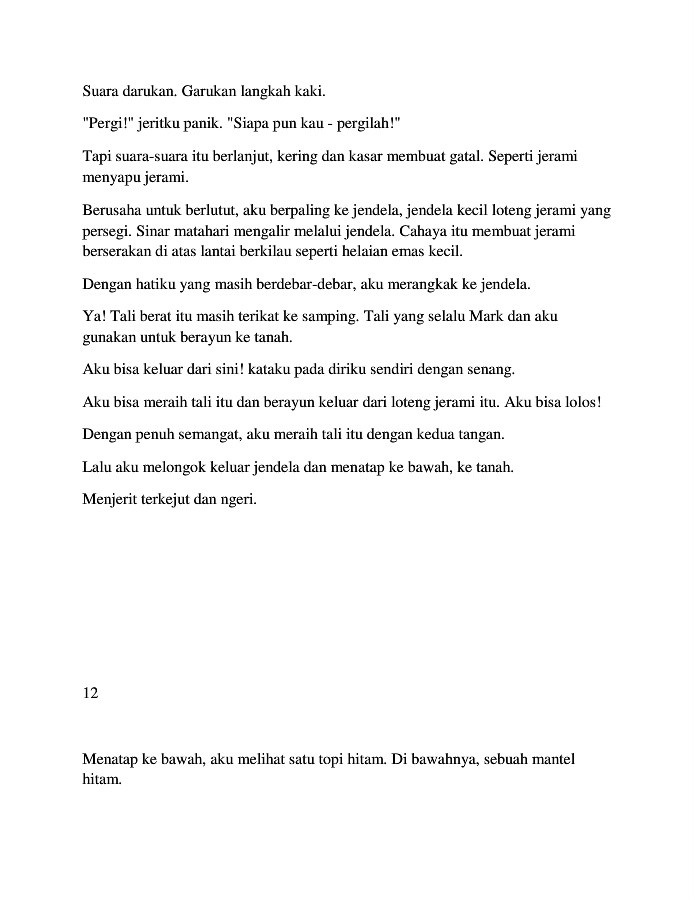 Suara darukan. Garukan langkah kaki.
"Pergi!" jeritku panik. "Siapa pun kau - pergilah!"
Tapi suara-suara itu berlanjut, kering dan kasar membuat gatal. Seperti jerami
menyapu jerami.
Berusaha untuk berlutut, aku berpaling ke jendela, jendela kecil loteng jerami yang
persegi. Sinar matahari mengalir melalui jendela. Cahaya itu membuat jerami
berserakan di atas lantai berkilau seperti helaian emas kecil.
Dengan hatiku yang masih berdebar-debar, aku merangkak ke jendela.
Ya! Tali berat itu masih terikat ke samping. Tali yang selalu Mark dan aku
gunakan untuk berayun ke tanah.
Aku bisa keluar dari sini! kataku pada diriku sendiri dengan senang.
Aku bisa meraih tali itu dan berayun keluar dari loteng jerami itu. Aku bisa lolos!
Dengan penuh semangat, aku meraih tali itu dengan kedua tangan.
Lalu aku melongok keluar jendela dan menatap ke bawah, ke tanah.
Menjerit terkejut dan ngeri.
12
Menatap ke bawah, aku melihat satu topi hitam. Di bawahnya, sebuah mantel
hitam.